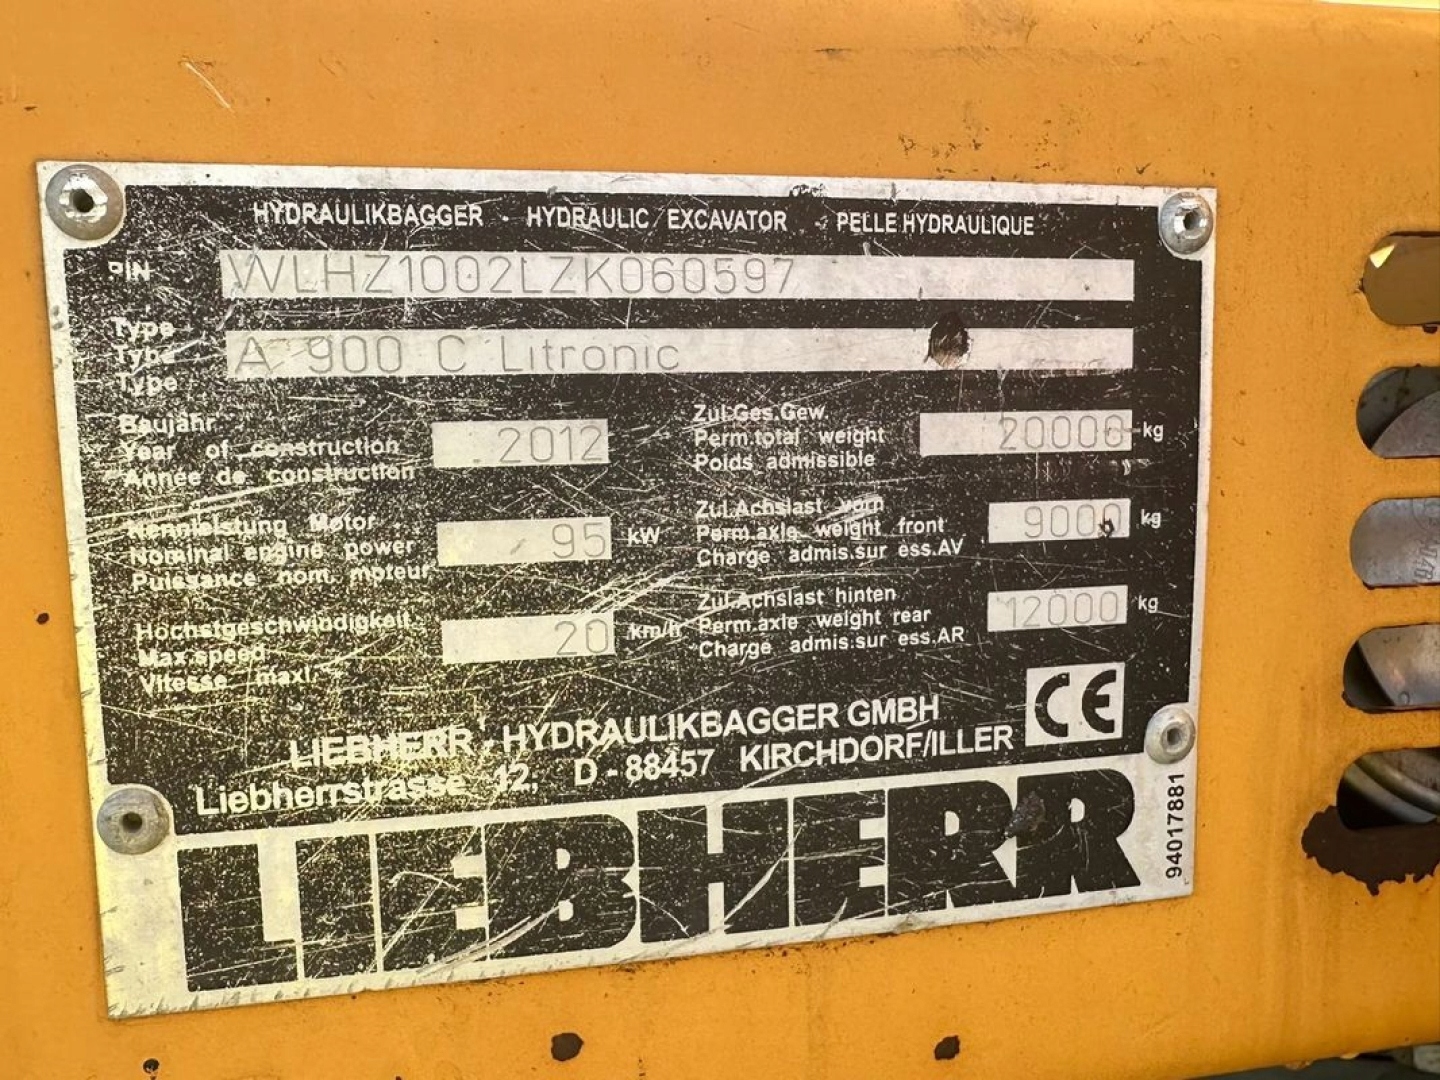 HYDRAULIKBAGGER - HYDRAULIC EXCAVATOR - PELLE HYDRAULIQUE
PIN WLHZ1002LZK060597
Type
Type A 900 C Litronic
Type
Baujahr
Year of construction 2012
Année de construction
Zul.Ges.Gew.
Perm.total weight 20000 kg
Poids admissible
Nennleistung Motor
Nominal engine power 95 kW
Puissance nom. moteur
Zul.Achslast vorn
Perm.axle weight front 9000 kg
Charge admis.sur ess.AV
Höchstgeschwindigkeit
Max.speed 20 km/h
Vitesse maxi.
Zul.Achslast hinten
Perm.axle weight rear 12000 kg
Charge admis.sur ess.AR
LIEBHERR - HYDRAULIKBAGGER GMBH
Liebherrstrasse 12, D - 88457 KIRCHDORF/ILLER
CE
LIEBHERR
94017881